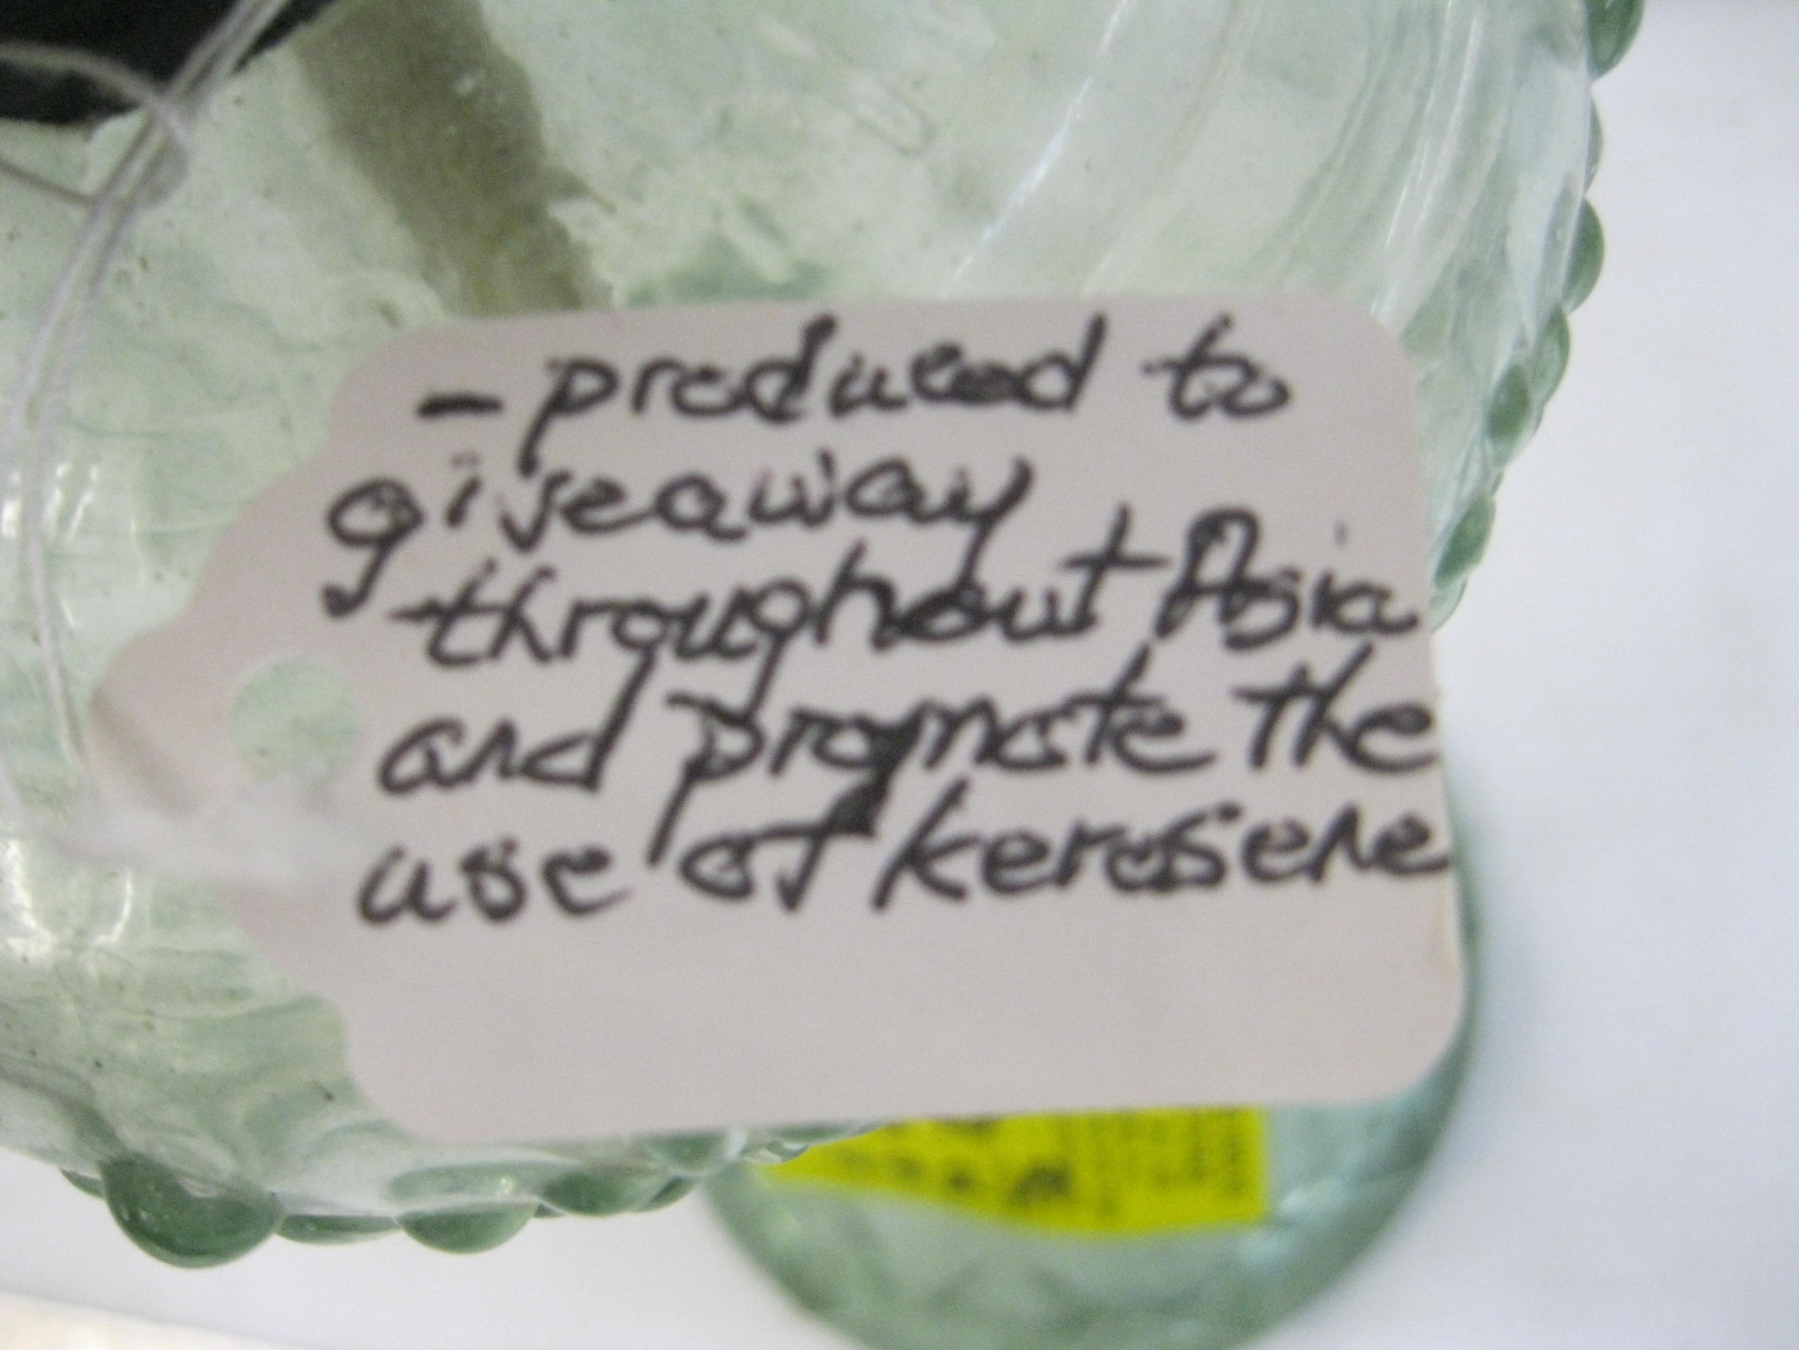 - produced to
giveaway
throughout Asia
and promote the
use of kerosene